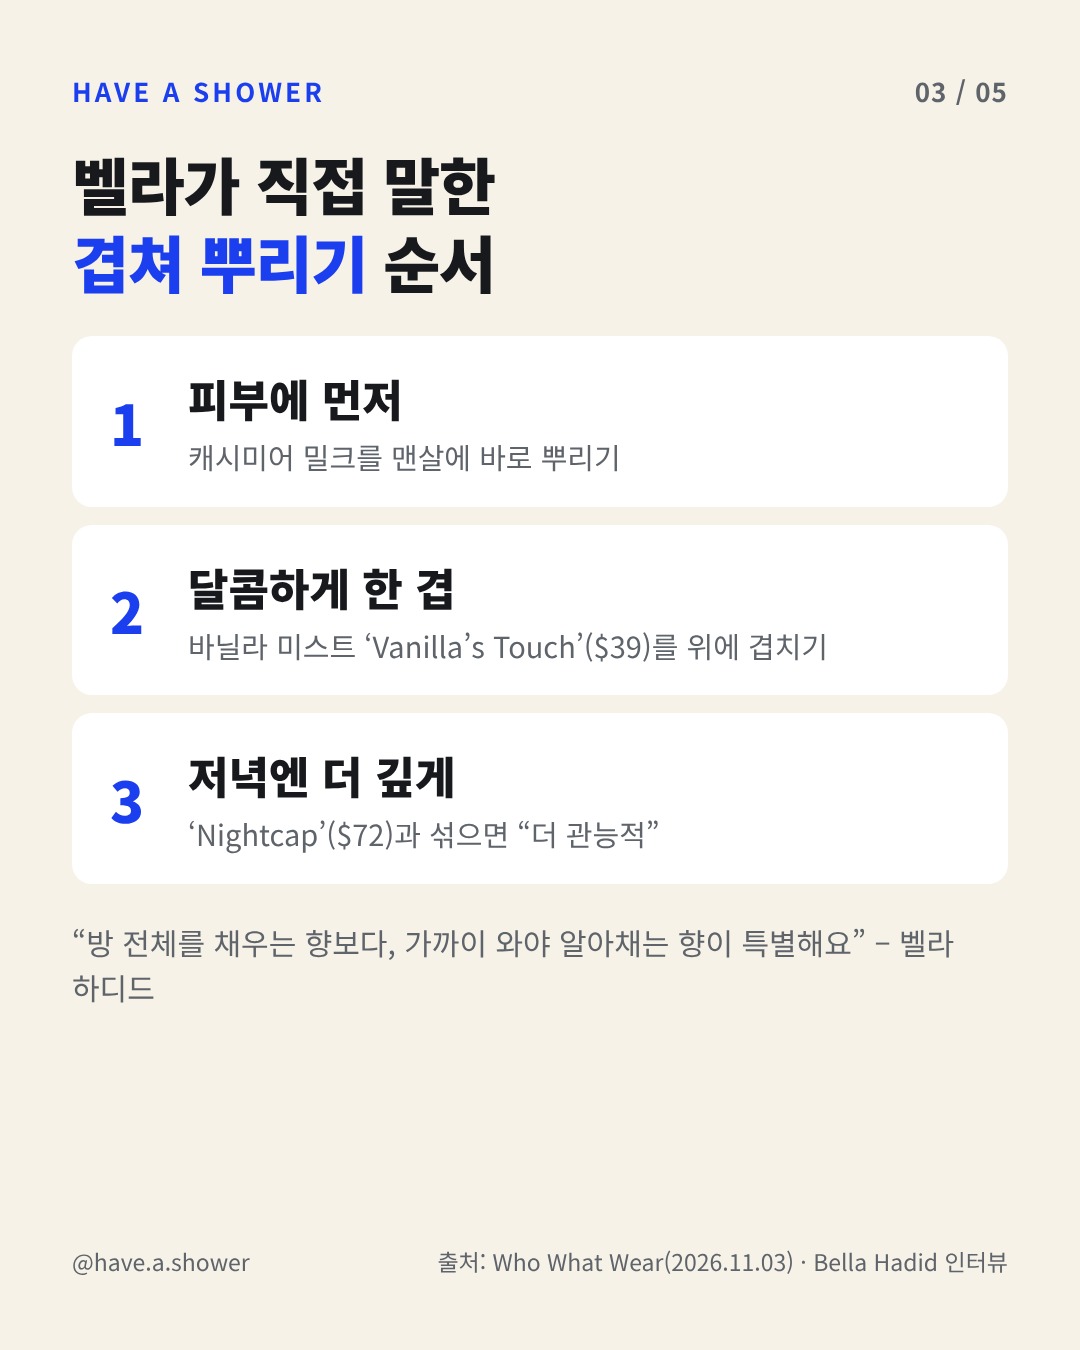 HAVE A SHOWER
03 / 05
벨라가 직접 말한
겹쳐 뿌리기 순서
1
피부에 먼저
캐시미어 밀크를 맨살에 바로 뿌리기
2
달콤하게 한 겹
바닐라 미스트 ‘Vanilla’s Touch’($39)를 위에 겹치기
3
저녁엔 더 깊게
‘Nightcap’($72)과 섞으면 “더 관능적”
“방 전체를 채우는 향보다, 가까이 와야 알아채는 향이 특별해요” – 벨라
하디드
@have.a.shower
출처: Who What Wear(2026.11.03) · Bella Hadid 인터뷰